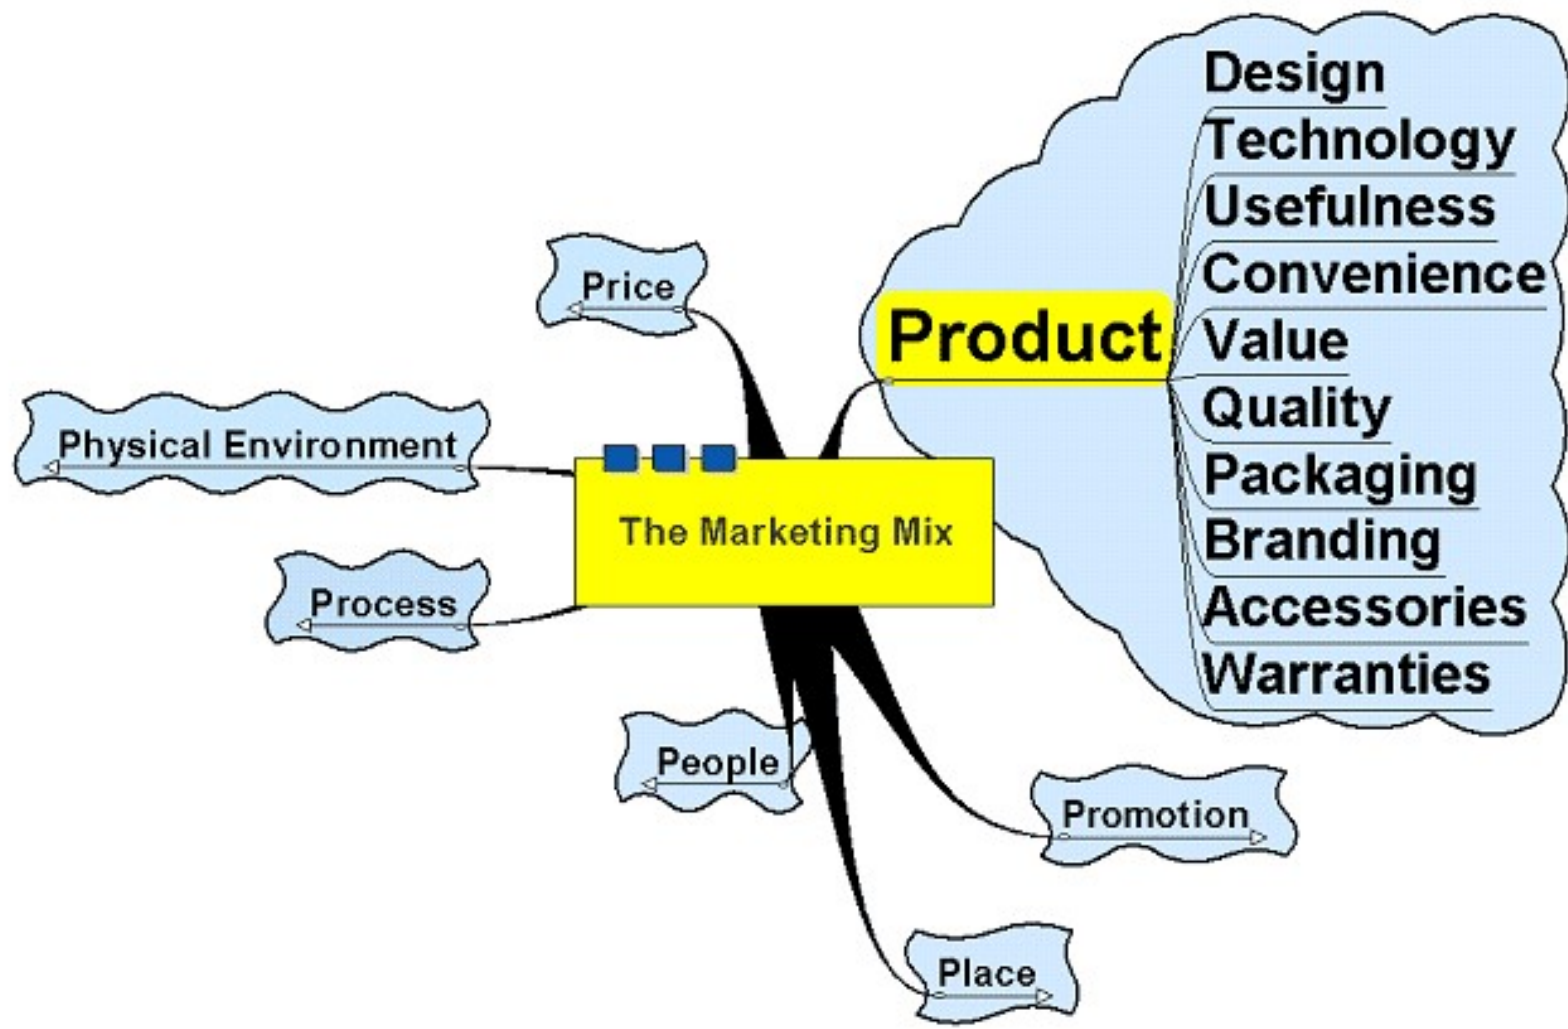 Design
Technology
Usefulness
Convenience
Value
Quality
Packaging
Branding
Accessories
Warranties
Product
Price
Physical Environment
The Marketing Mix
Process
People
Promotion
Place